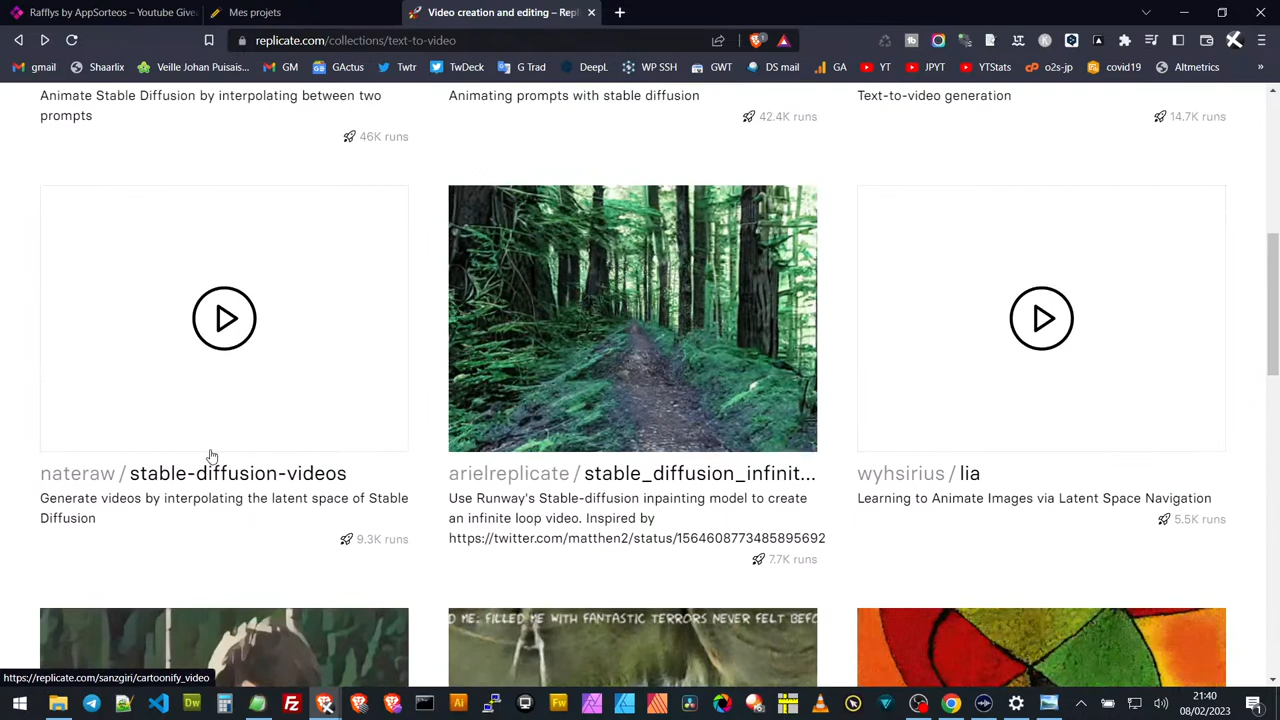 Rafflys by AppSorteos – Youtube Give
Mes projets
Video creation and editing – Repl
replicate.com/collections/text-to-video
gmail
Shaarlix
Veille Johan Puisais...
GM
GActus
Twtr
TwDeck
G Trad
DeepL
WP SSH
GWT
DS mail
GA
YT
JPYT
YTStats
o2s-jp
covid19
Altmetrics
»
Animate Stable Diffusion by interpolating between two
prompts
46K runs
Animating prompts with stable diffusion
42.4K runs
Text-to-video generation
14.7K runs
nateraw / stable-diffusion-videos
Generate videos by interpolating the latent space of Stable
Diffusion
9.3K runs
arielreplicate / stable_diffusion_infinit...
Use Runway's Stable-diffusion inpainting model to create
an infinite loop video. Inspired by
https://twitter.com/matthen2/status/1564608773485895692
7.7K runs
wyhsirius / lia
Learning to Animate Images via Latent Space Navigation
5.5K runs
D ME; FILLED ME WITH FANTASTIC TERRORS NEVER FELT BEFO
https://replicate.com/sanzgiri/cartoonify_video
21:40
08/02/2023